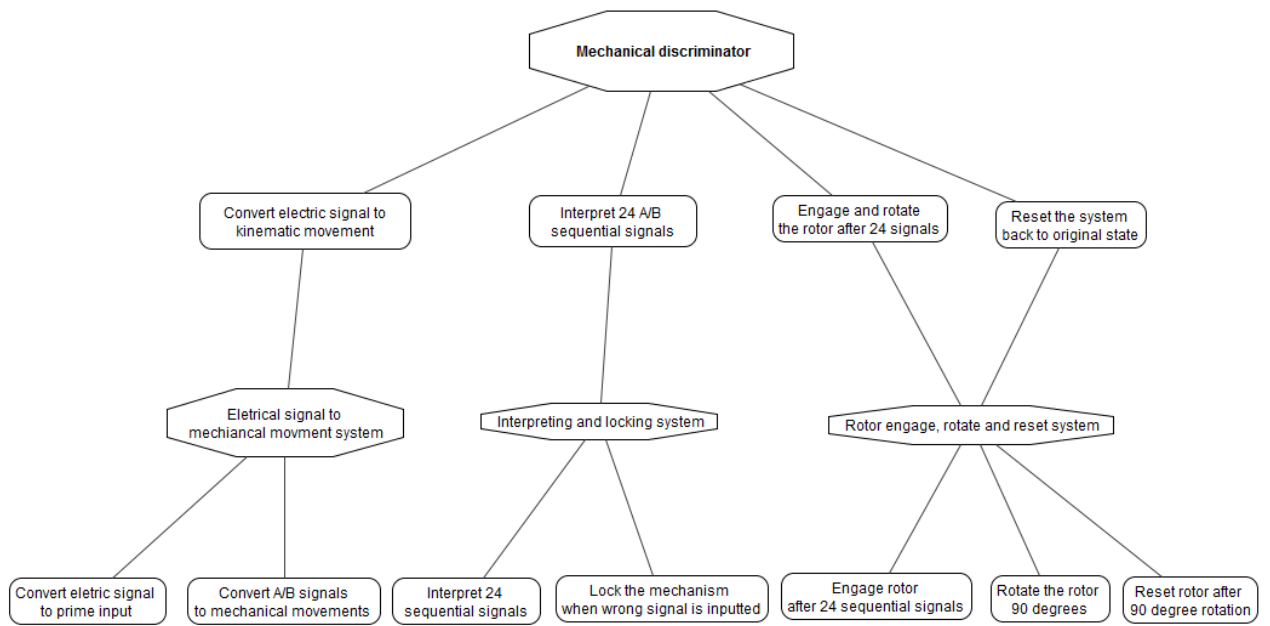 Mechanical discriminator
Convert electric signal to
kinematic movement
Interpret 24 A/B
sequential signals
Engage and rotate
the rotor after 24 signals
Reset the system
back to original state
Eletrical signal to
mechiancal movment system
Interpreting and locking system
Rotor engage, rotate and reset system
Convert eletric signal
to prime input
Convert A/B signals
to mechanical movements
Interpret 24
sequential signals
Lock the mechanism
when wrong signal is inputted
Engage rotor
after 24 sequential signals
Rotate the rotor
90 degrees
Reset rotor after
90 degree rotation